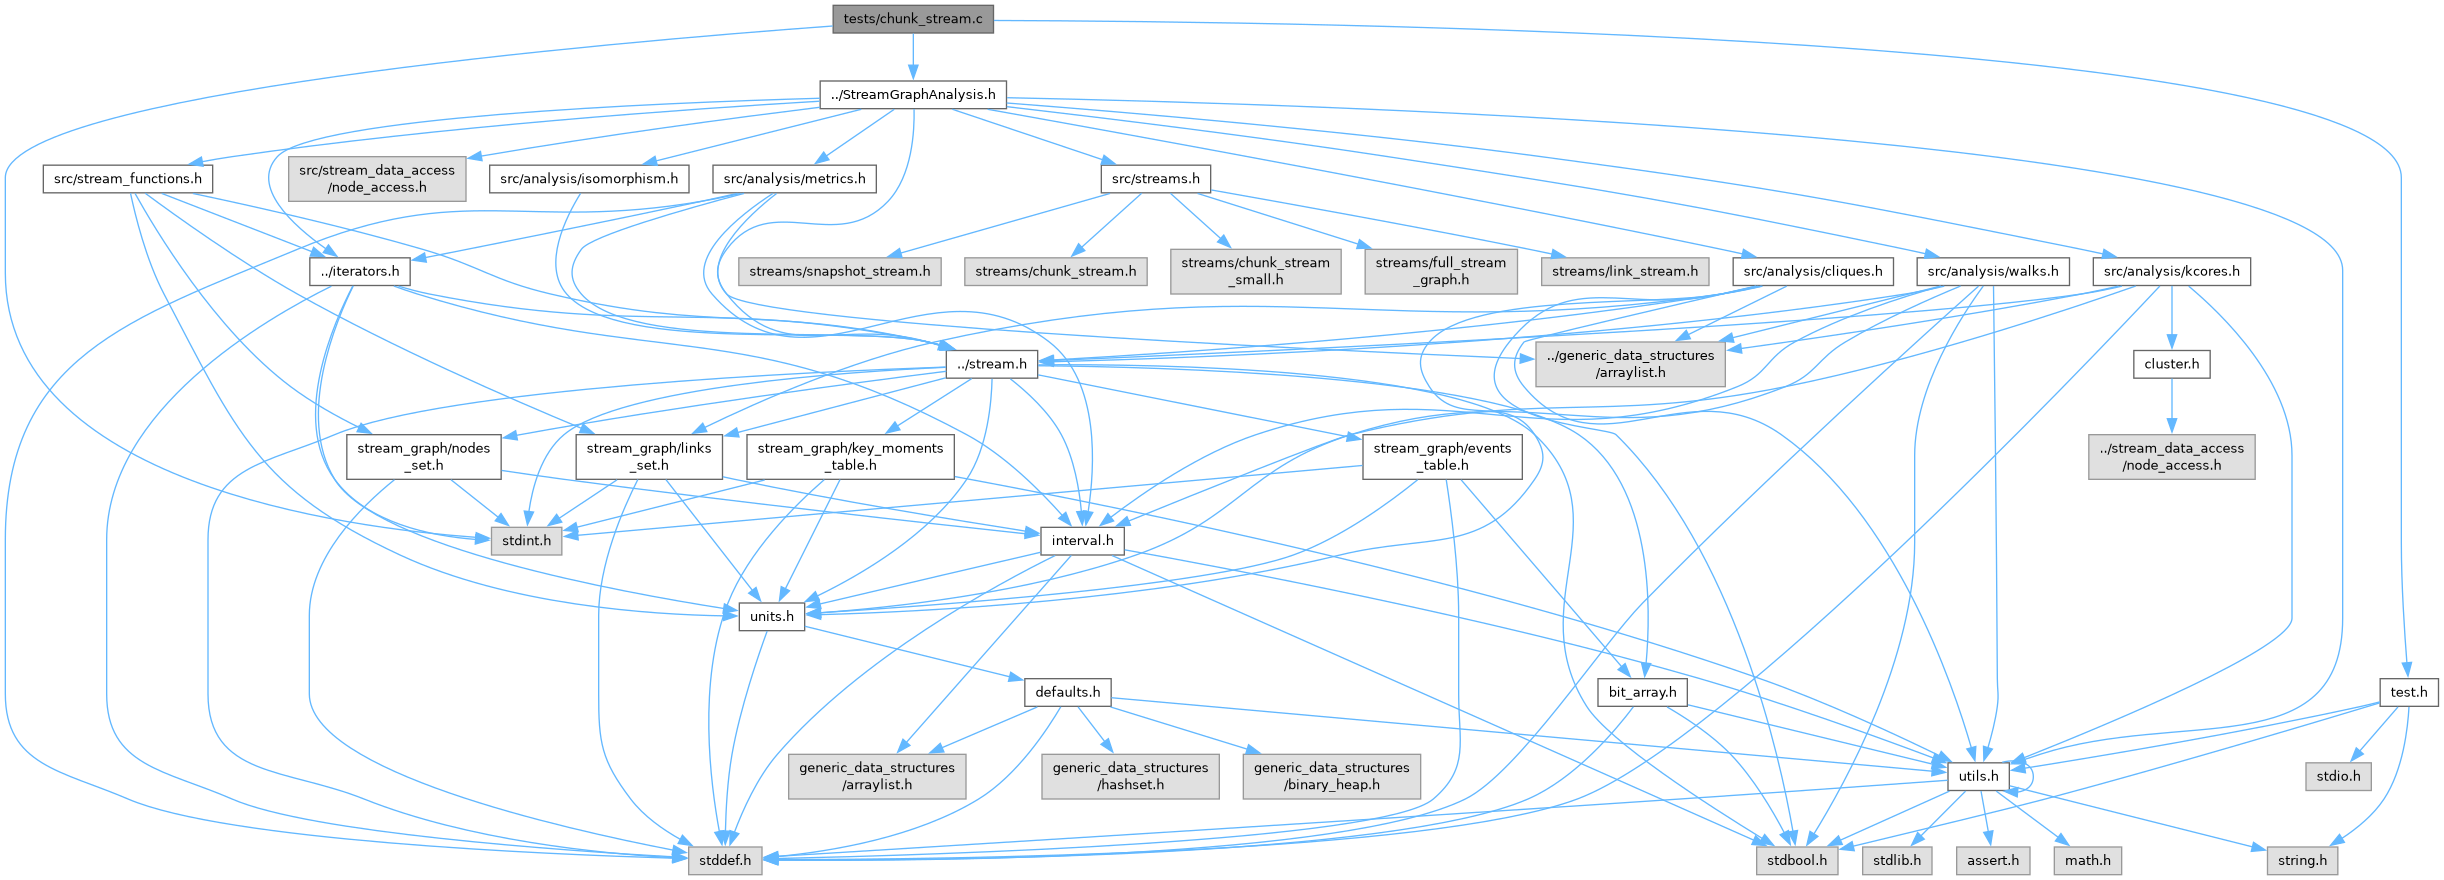 tests/chunk_stream.c
../StreamGraphAnalysis.h
src/stream_functions.h
src/stream_data_access
/node_access.h
src/analysis/isomorphism.h
src/analysis/metrics.h
src/streams.h
../iterators.h
streams/snapshot_stream.h
streams/chunk_stream.h
streams/chunk_stream
_small.h
streams/full_stream
_graph.h
streams/link_stream.h
src/analysis/cliques.h
src/analysis/walks.h
src/analysis/kcores.h
../stream.h
../generic_data_structures
/arraylist.h
cluster.h
stream_graph/nodes
_set.h
stream_graph/links
_set.h
stream_graph/key_moments
_table.h
stream_graph/events
_table.h
../stream_data_access
/node_access.h
stdint.h
interval.h
units.h
defaults.h
bit_array.h
test.h
generic_data_structures
/arraylist.h
generic_data_structures
/hashset.h
generic_data_structures
/binary_heap.h
utils.h
stdio.h
stddef.h
stdbool.h
stdlib.h
assert.h
math.h
string.h